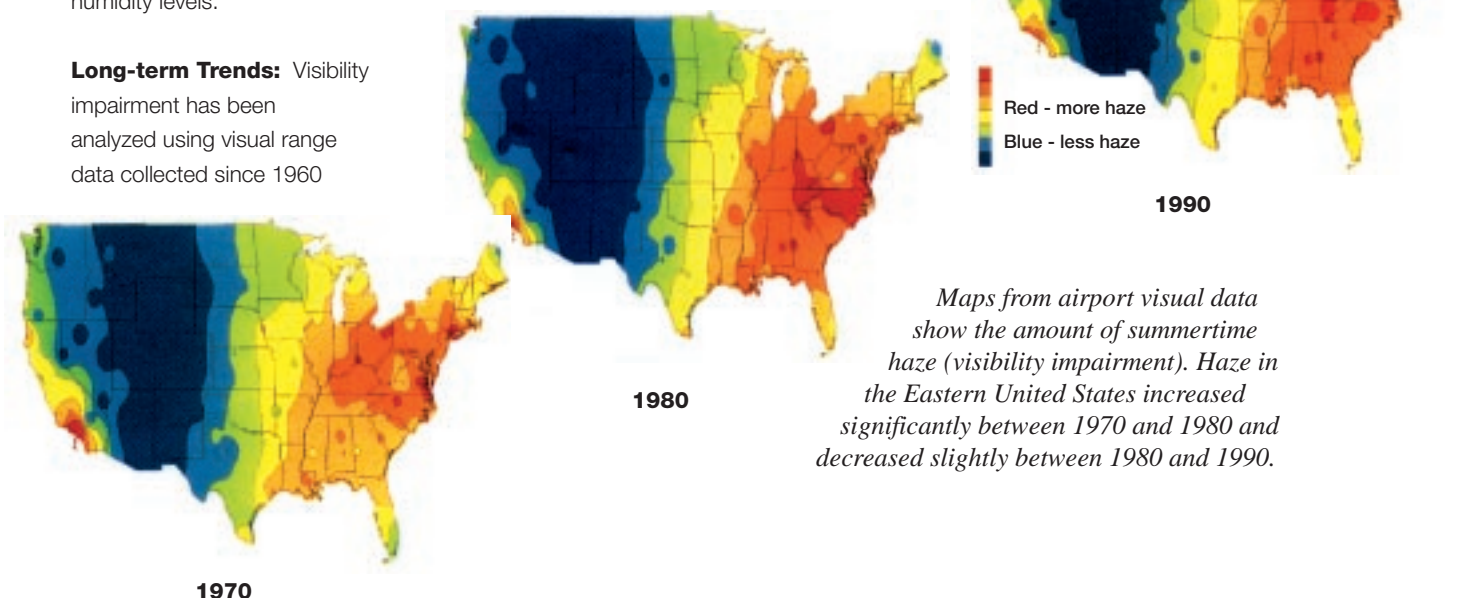 humidity levels.
Long-term Trends: Visibility
impairment has been
analyzed using visual range
data collected since 1960
Red - more haze
Blue - less haze
1990
1980
Maps from airport visual data
show the amount of summertime
haze (visibility impairment). Haze in
the Eastern United States increased
significantly between 1970 and 1980 and
decreased slightly between 1980 and 1990.
1970